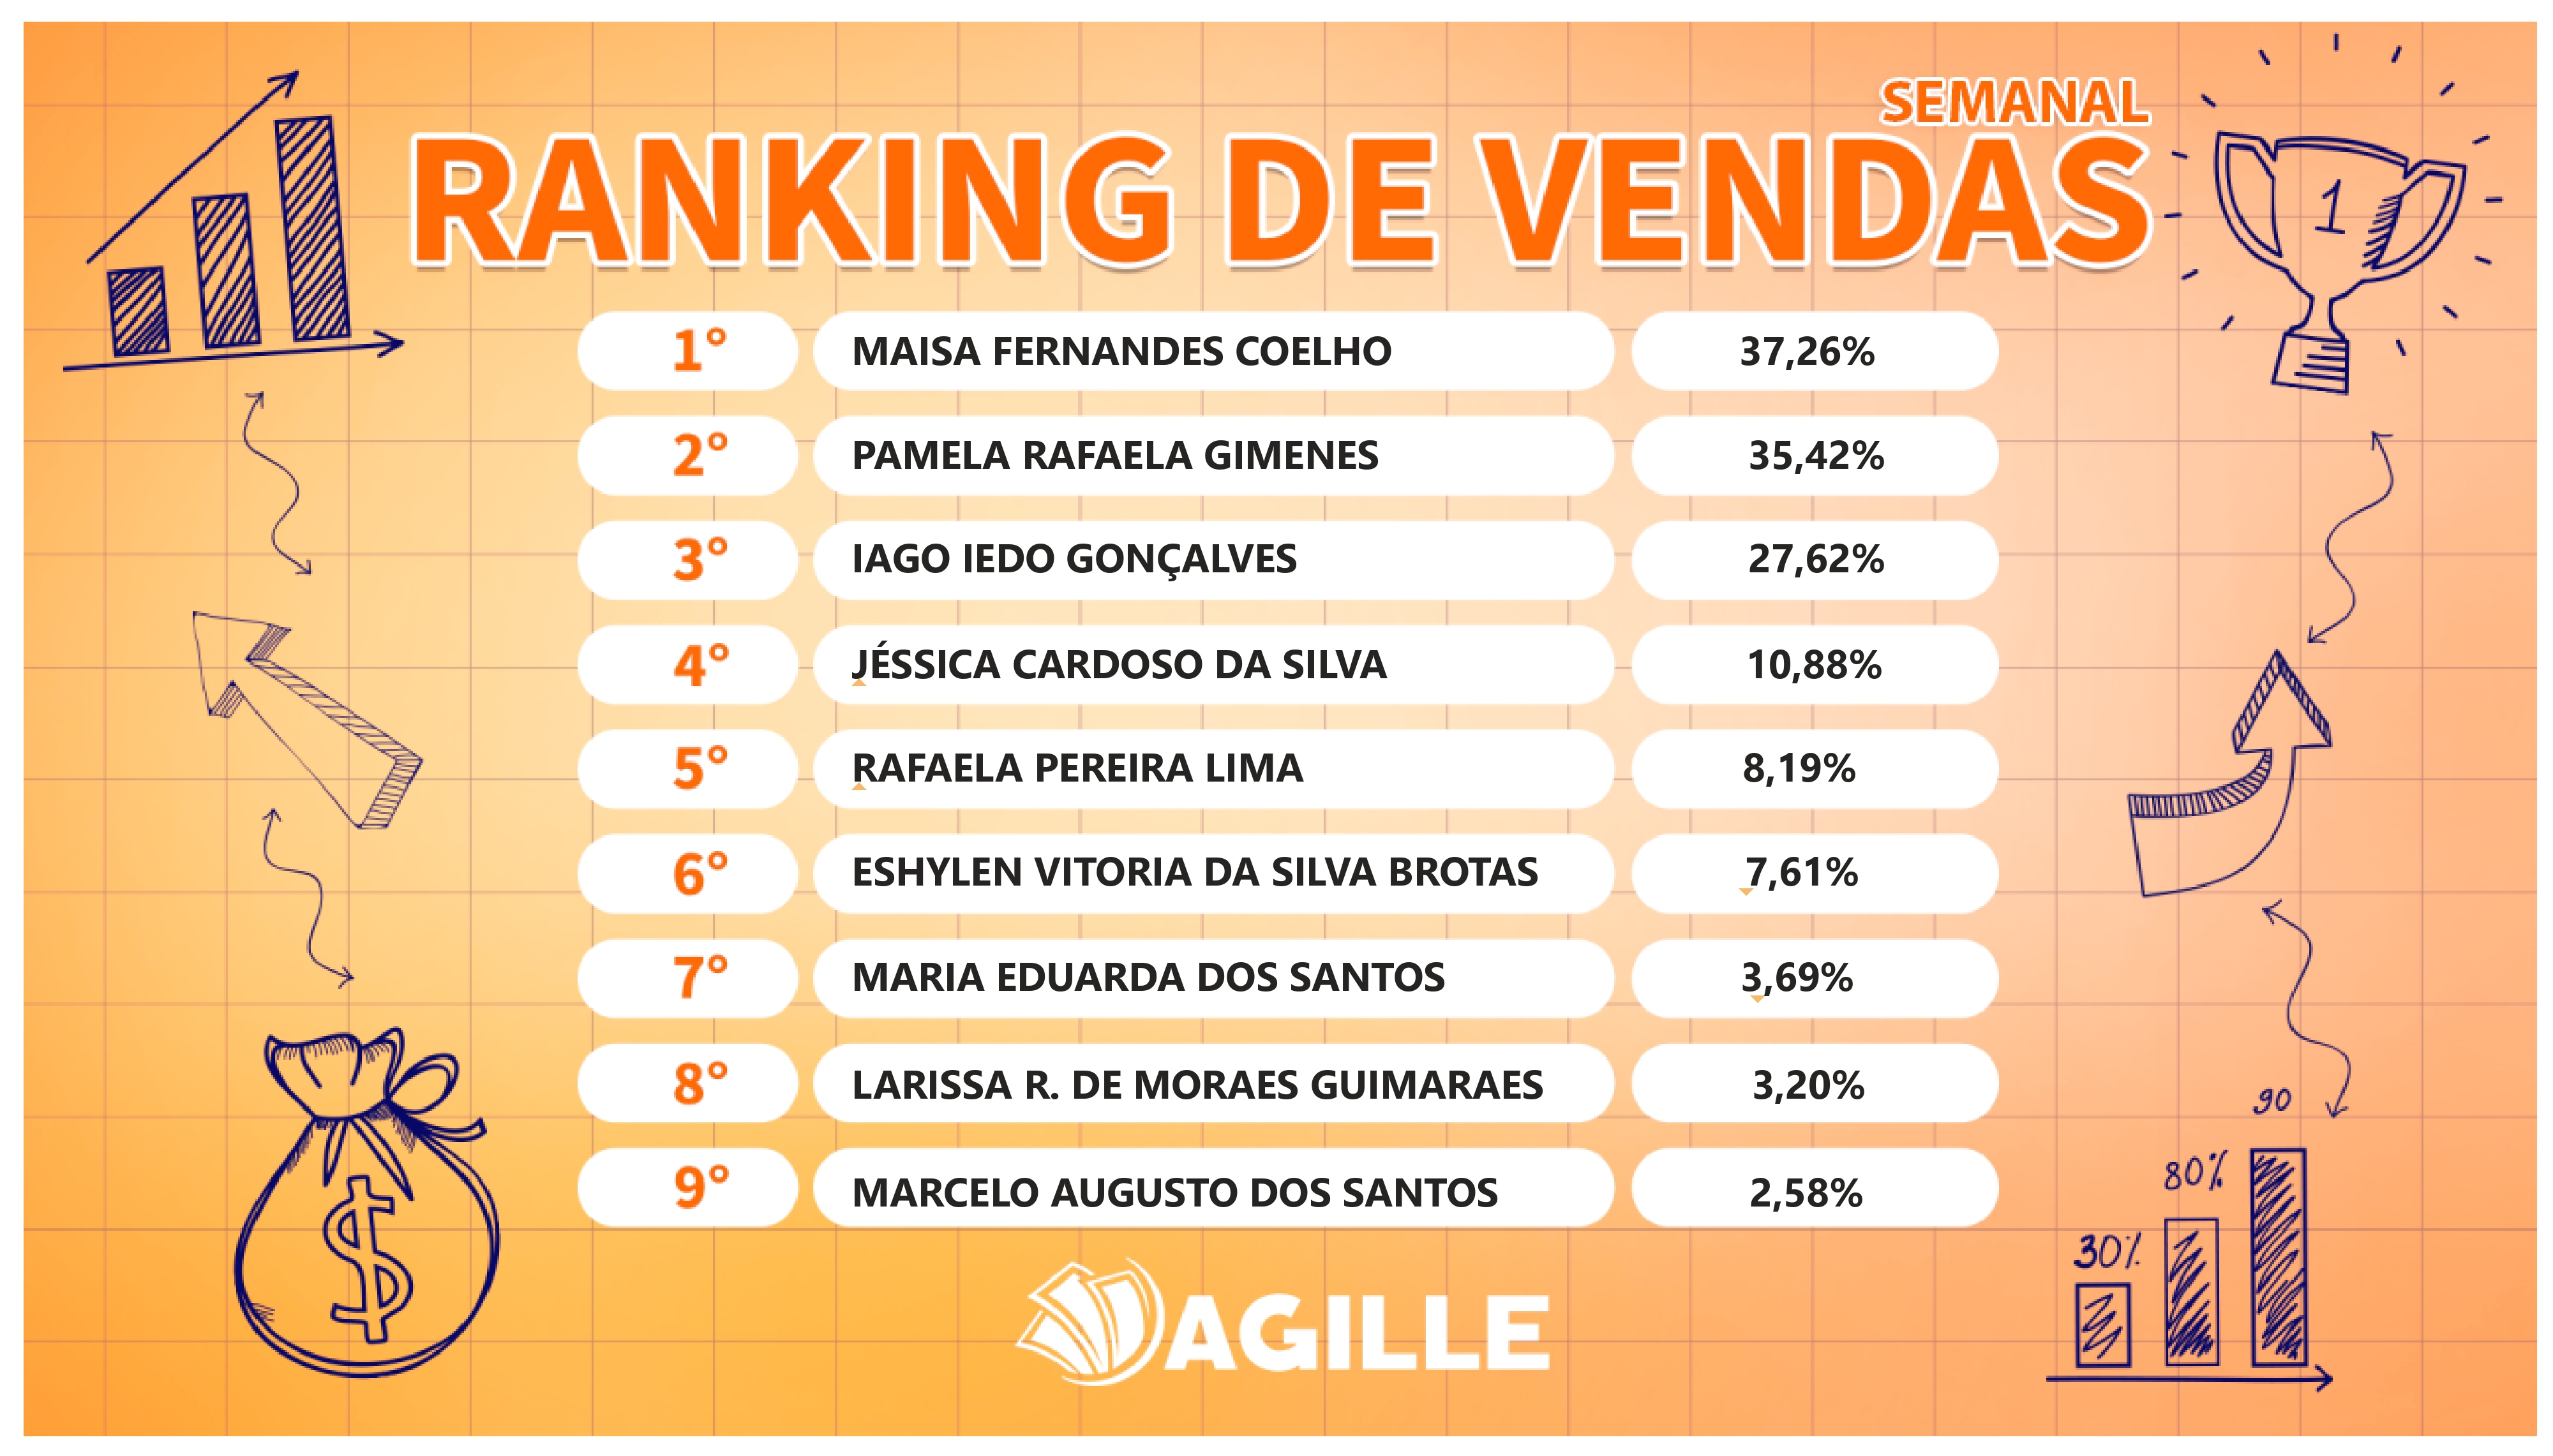 SEMANAL
RANKING DE VENDAS
1
1° MAISA FERNANDES COELHO 37,26%
2° PAMELA RAFAELA GIMENES 35,42%
3° IAGO IEDO GONÇALVES 27,62%
4° JÉSSICA CARDOSO DA SILVA 10,88%
5° RAFAELA PEREIRA LIMA 8,19%
6° ESHYLEN VITORIA DA SILVA BROTAS 7,61%
7° MARIA EDUARDA DOS SANTOS 3,69%
8° LARISSA R. DE MORAES GUIMARAES 3,20%
9° MARCELO AUGUSTO DOS SANTOS 2,58%
90
80%
30%
$
AGILLE